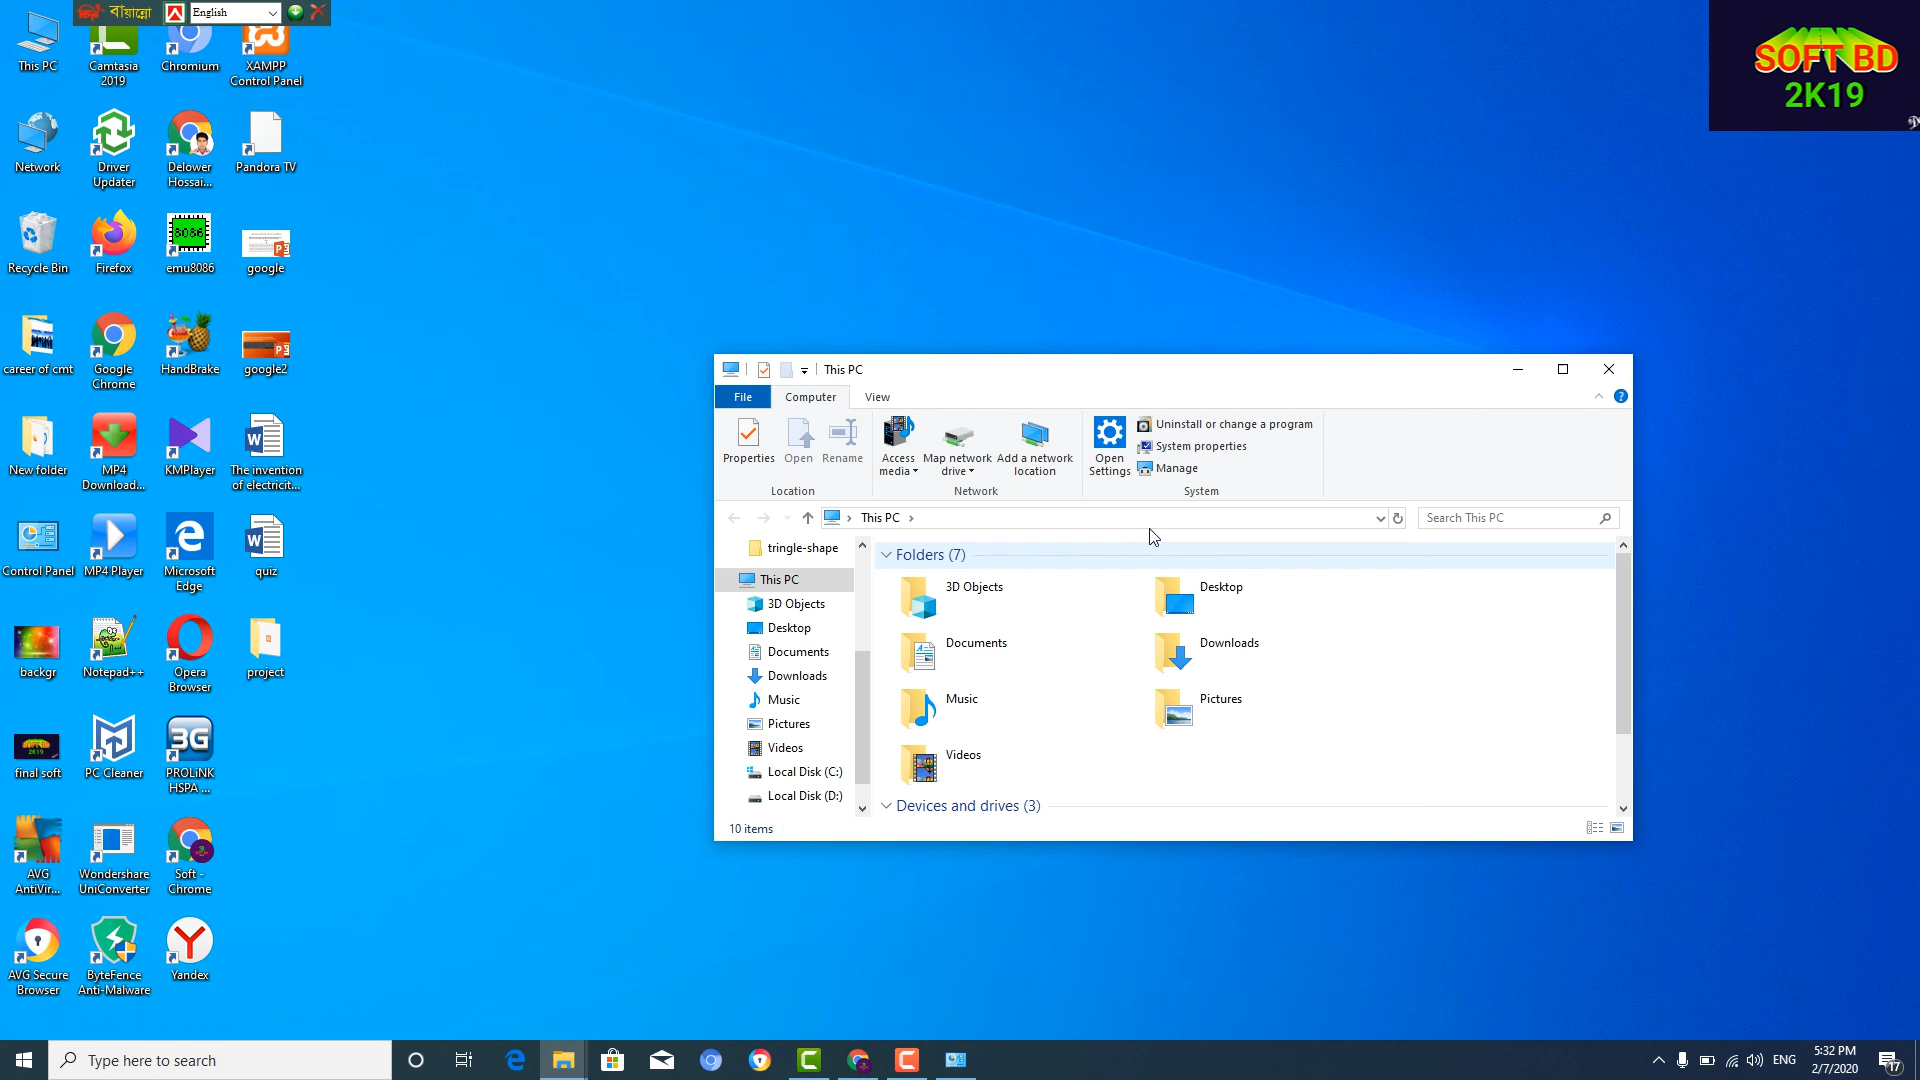 বায়ান্নো
English
This PC
Camtasia
2019
Chromium
XAMPP
Control Panel
Network
Driver
Updater
Delower
Hossai...
Pandora TV
Recycle Bin
Firefox
emu8086
google
career of cmt
Google
Chrome
HandBrake
google2
New folder
MP4
Download...
KMPlayer
The invention
of electricit...
Control Panel
MP4 Player
Microsoft
Edge
quiz
backgr
Notepad++
Opera
Browser
project
final soft
PC Cleaner
PROLiNK
HSPA ...
AVG
AntiVir...
Wondershare
UniConverter
Soft -
Chrome
AVG Secure
Browser
ByteFence
Anti-Malware
Yandex
SOFT BD
2K19
This PC
File
Computer
View
Properties
Open
Rename
Access
media
Map network
drive
Add a network
location
Open
Settings
Uninstall or change a program
System properties
Manage
Location
Network
System
This PC
Search This PC
tringle-shape
This PC
3D Objects
Desktop
Documents
Downloads
Music
Pictures
Videos
Local Disk (C:)
Local Disk (D:)
Folders (7)
3D Objects
Desktop
Documents
Downloads
Music
Pictures
Videos
Devices and drives (3)
10 items
Type here to search
ENG
5:32 PM
2/7/2020
17